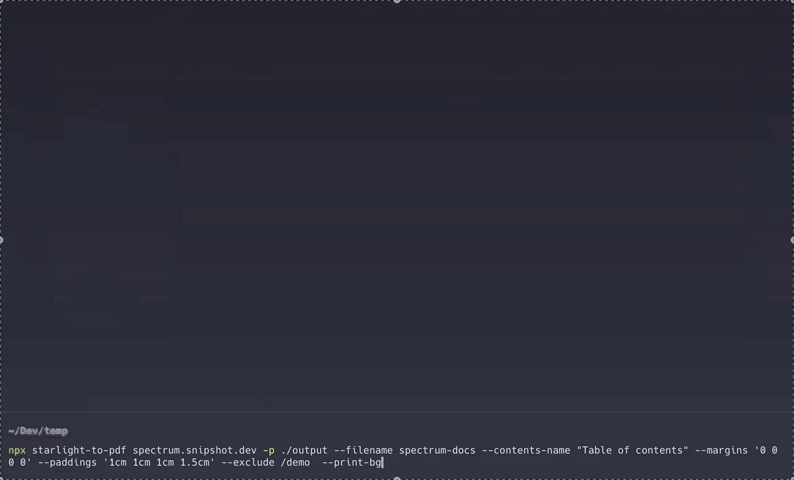 ~/Dev/temp
npx starlight-to-pdf spectrum.snipshot.dev -p ./output --filename spectrum-docs --contents-name "Table of contents" --margins '0 0
0 0' --paddings '1cm 1cm 1cm 1.5cm' --exclude /demo  --print-bg